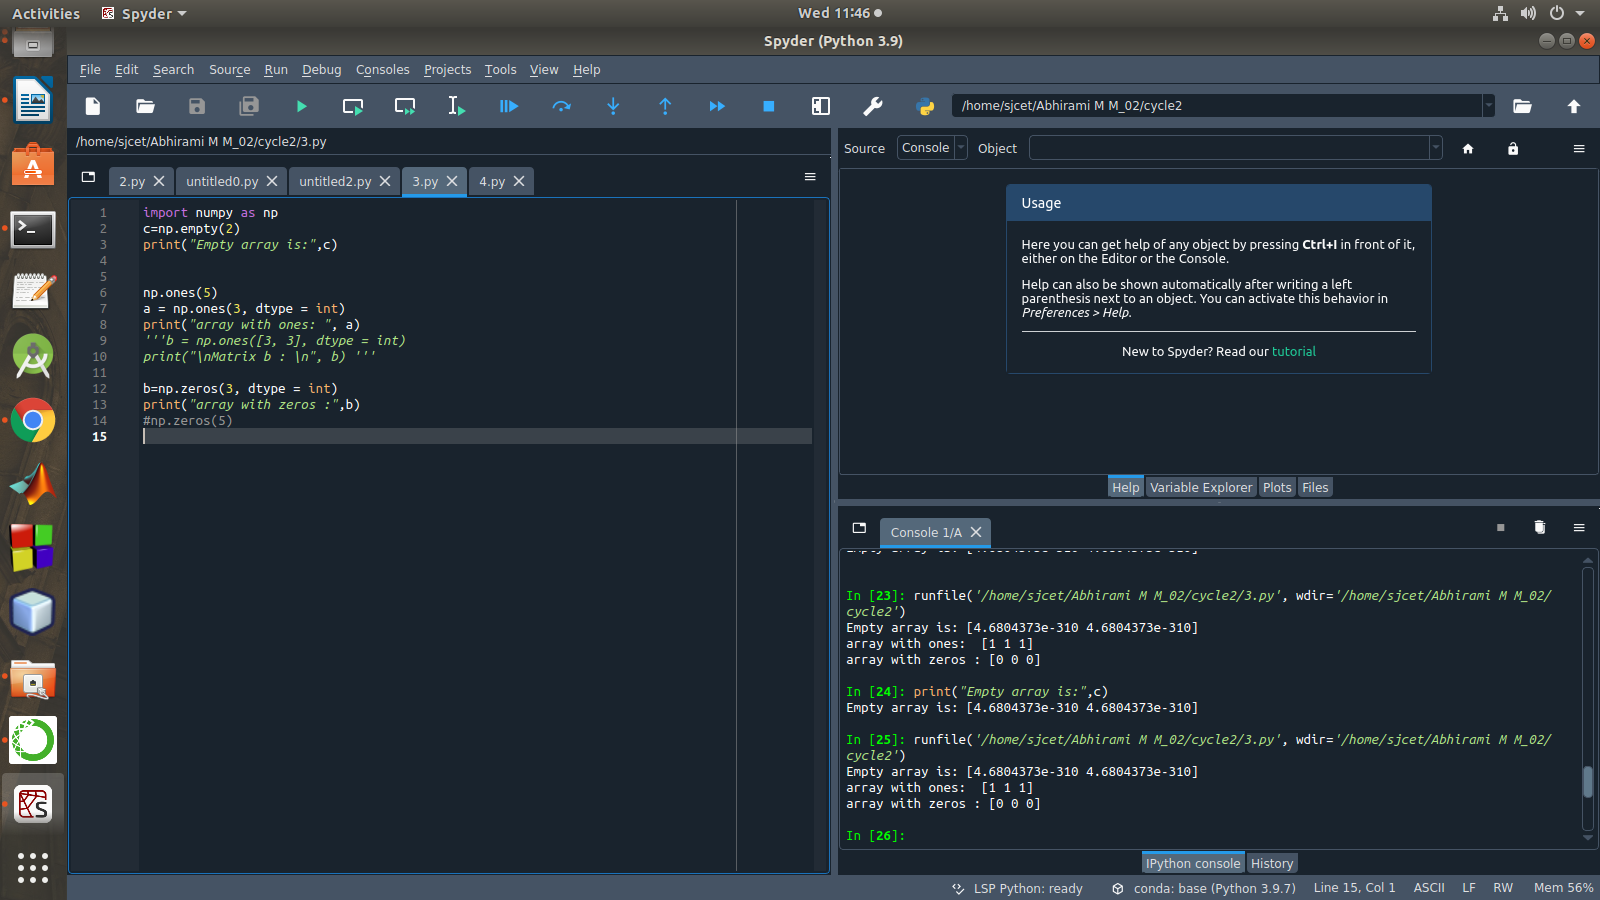 Activities Spyder Wed 11:46
Spyder (Python 3.9)
File Edit Search Source Run Debug Consoles Projects Tools View Help
/home/sjcet/Abhirami M M_02/cycle2
/home/sjcet/Abhirami M M_02/cycle2/3.py
2.py untitled0.py untitled2.py 3.py 4.py
1 import numpy as np
2 c=np.empty(2)
3 print("Empty array is:",c)
4
5
6 np.ones(5)
7 a = np.ones(3, dtype = int)
8 print("array with ones: ", a)
9 '''b = np.ones([3, 3], dtype = int)
10 print("\nMatrix b : \n", b) '''
11
12 b=np.zeros(3, dtype = int)
13 print("array with zeros :",b)
14 #np.zeros(5)
15
Source Console Object
Usage
Here you can get help of any object by pressing Ctrl+I in front of it,
either on the Editor or the Console.
Help can also be shown automatically after writing a left
parenthesis next to an object. You can activate this behavior in
Preferences > Help.
New to Spyder? Read our tutorial
Help Variable Explorer Plots Files
Console 1/A
Empty array is: [4.6804373e-310 4.6804373e-310]
In [23]: runfile('/home/sjcet/Abhirami M M_02/cycle2/3.py', wdir='/home/sjcet/Abhirami M M_02/
cycle2')
Empty array is: [4.6804373e-310 4.6804373e-310]
array with ones:  [1 1 1]
array with zeros : [0 0 0]
In [24]: print("Empty array is:",c)
Empty array is: [4.6804373e-310 4.6804373e-310]
In [25]: runfile('/home/sjcet/Abhirami M M_02/cycle2/3.py', wdir='/home/sjcet/Abhirami M M_02/
cycle2')
Empty array is: [4.6804373e-310 4.6804373e-310]
array with ones:  [1 1 1]
array with zeros : [0 0 0]
In [26]:
IPython console History
LSP Python: ready conda: base (Python 3.9.7) Line 15, Col 1 ASCII LF RW Mem 56%